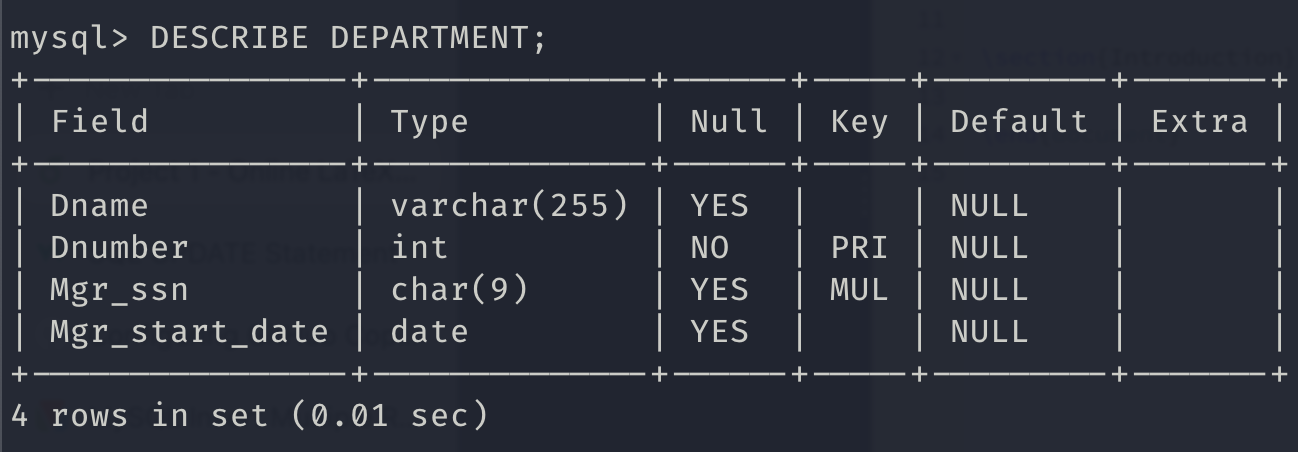 mysql> DESCRIBE DEPARTMENT;
+----------------+--------------+------+-----+---------+-------+
| Field          | Type         | Null | Key | Default | Extra |
+----------------+--------------+------+-----+---------+-------+
| Dname          | varchar(255) | YES  |     | NULL    |       |
| Dnumber        | int          | NO   | PRI | NULL    |       |
| Mgr_ssn        | char(9)      | YES  | MUL | NULL    |       |
| Mgr_start_date | date         | YES  |     | NULL    |       |
+----------------+--------------+------+-----+---------+-------+
4 rows in set (0.01 sec)